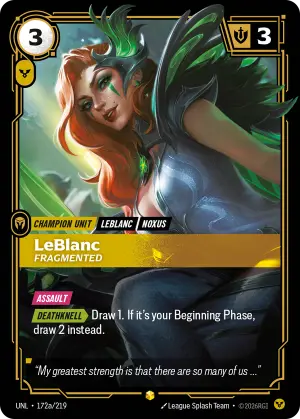 3
3
CHAMPION UNIT LEBLANC NOXUS
LeBlanc
FRAGMENTED
ASSAULT
DEATHKNELL Draw 1. If it's your Beginning Phase,
draw 2 instead.
"My greatest strength is that there are so many of us ..."
UNL • 172a/219 League Splash Team • ©2026RGI